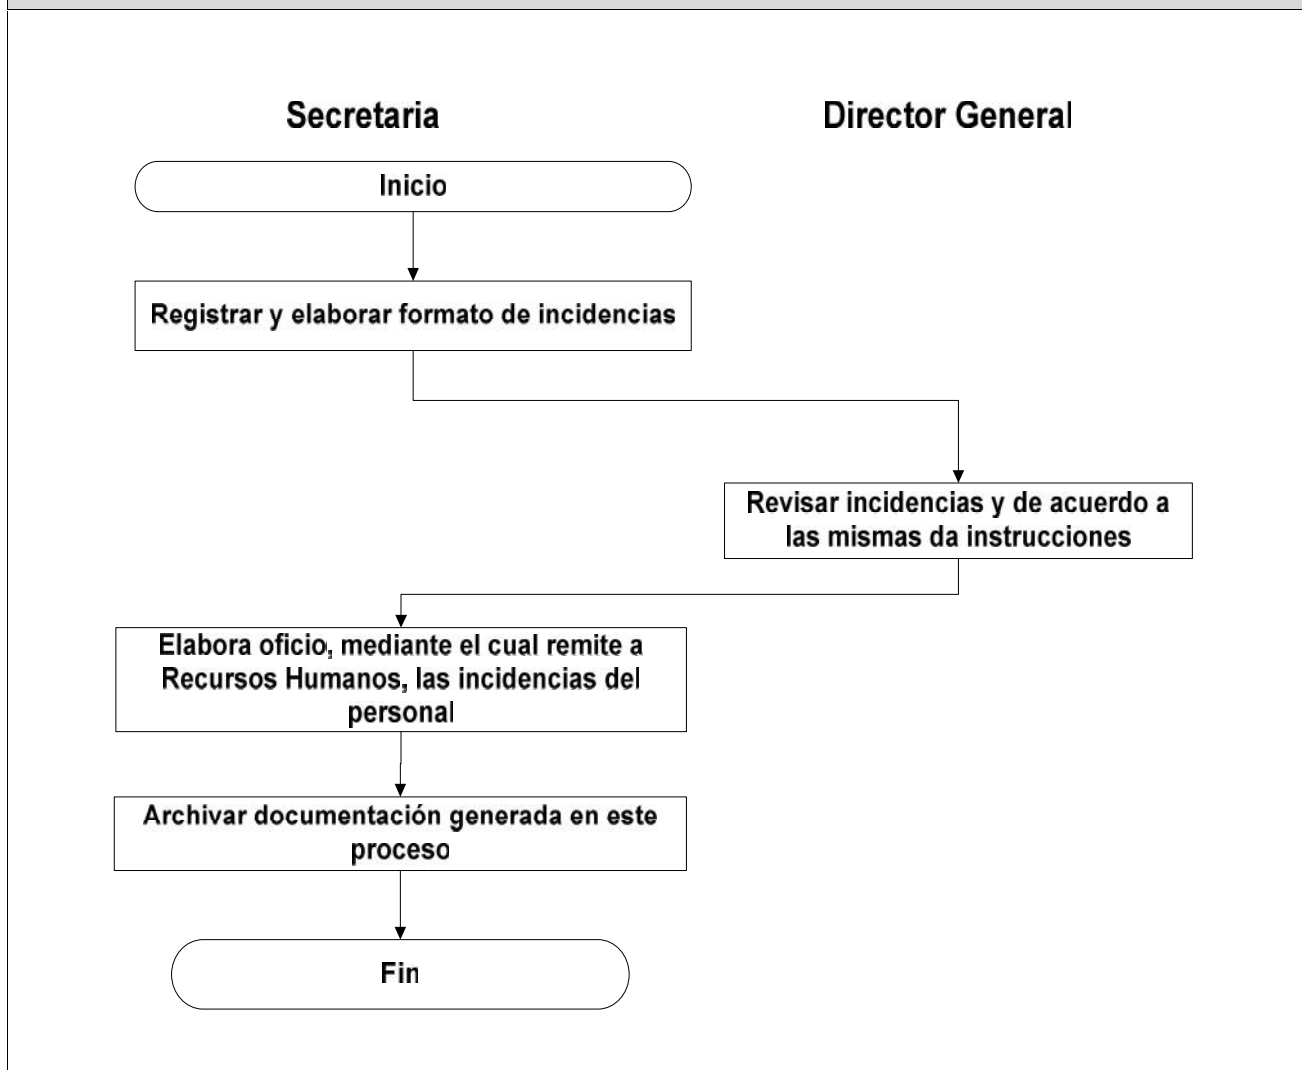 Secretaria
Director General
Inicio
Registrar y elaborar formato de incidencias
Revisar incidencias y de acuerdo a
las mismas da instrucciones
Elabora oficio, mediante el cual remite a
Recursos Humanos, las incidencias del
personal
Archivar documentación generada en este
proceso
Fin